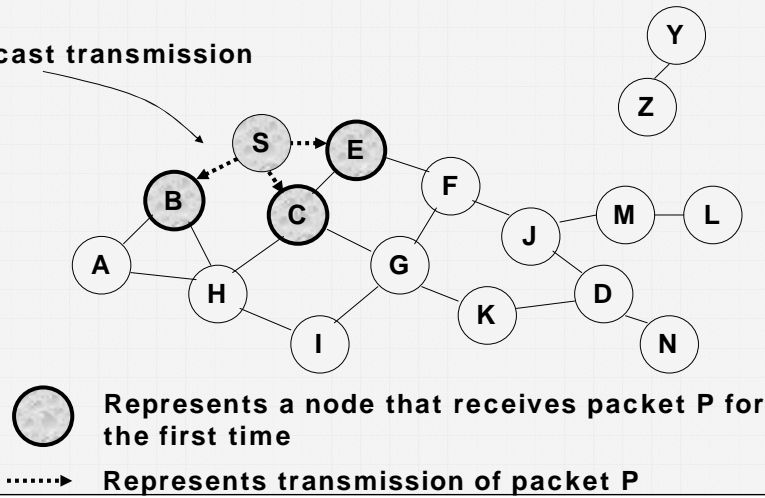 Y
cast transmission
Z
S
E
F
B
C
M
L
J
A
G
H
D
K
I
N
Represents a node that receives packet P for
the first time
Represents transmission of packet P